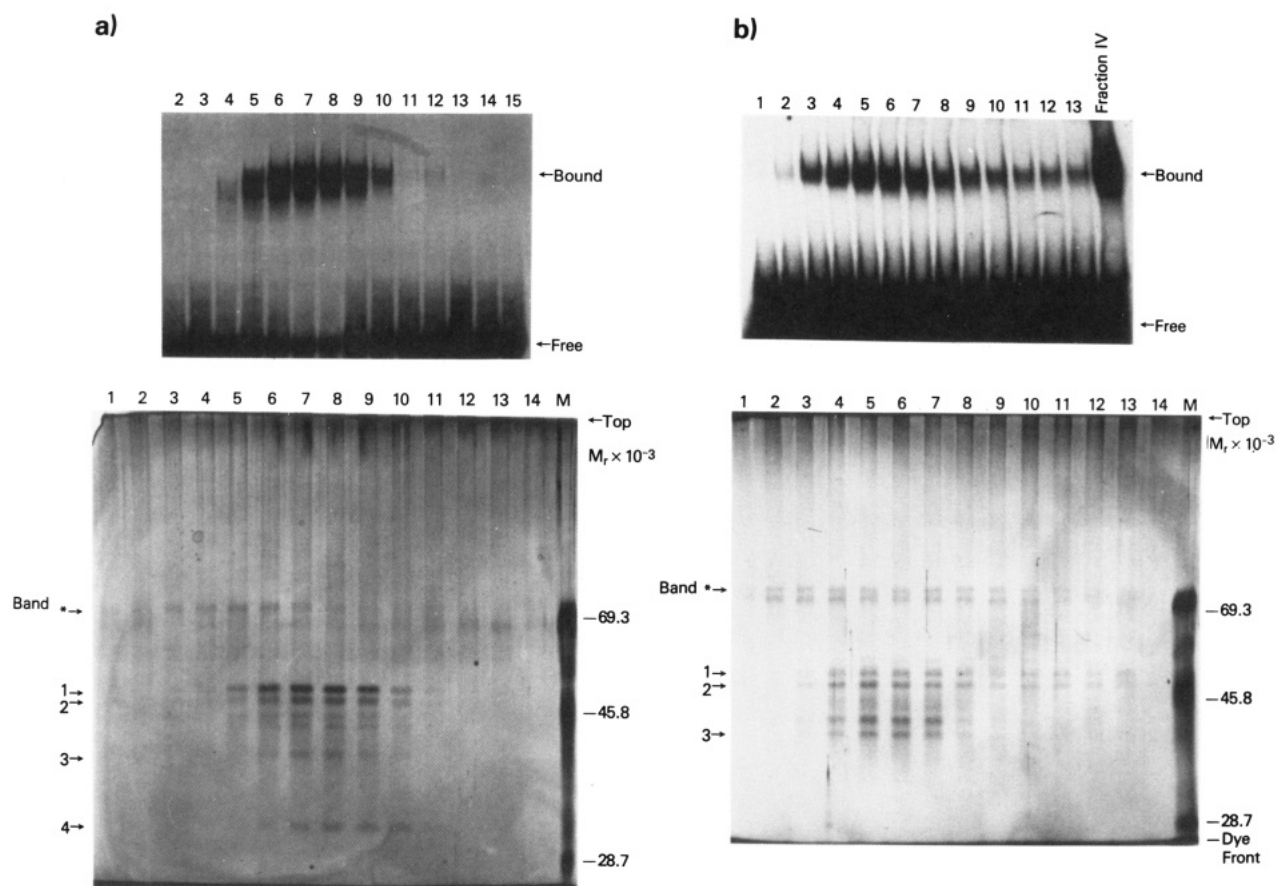 a)
2 3 4 5 6 7 8 9 10 11 12 13 14 15
←Bound
←Free
1 2 3 4 5 6 7 8 9 10 11 12 13 14 M
←Top
Mᵣ × 10⁻³
Band *→
–69.3
1→
2→
–45.8
3→
4→
–28.7
b)
1 2 3 4 5 6 7 8 9 10 11 12 13 Fraction IV
←Bound
←Free
1 2 3 4 5 6 7 8 9 10 11 12 13 14 M
←Top
Mᵣ × 10⁻³
Band *→
–69.3
1→
2→
–45.8
3→
–28.7
–Dye
Front